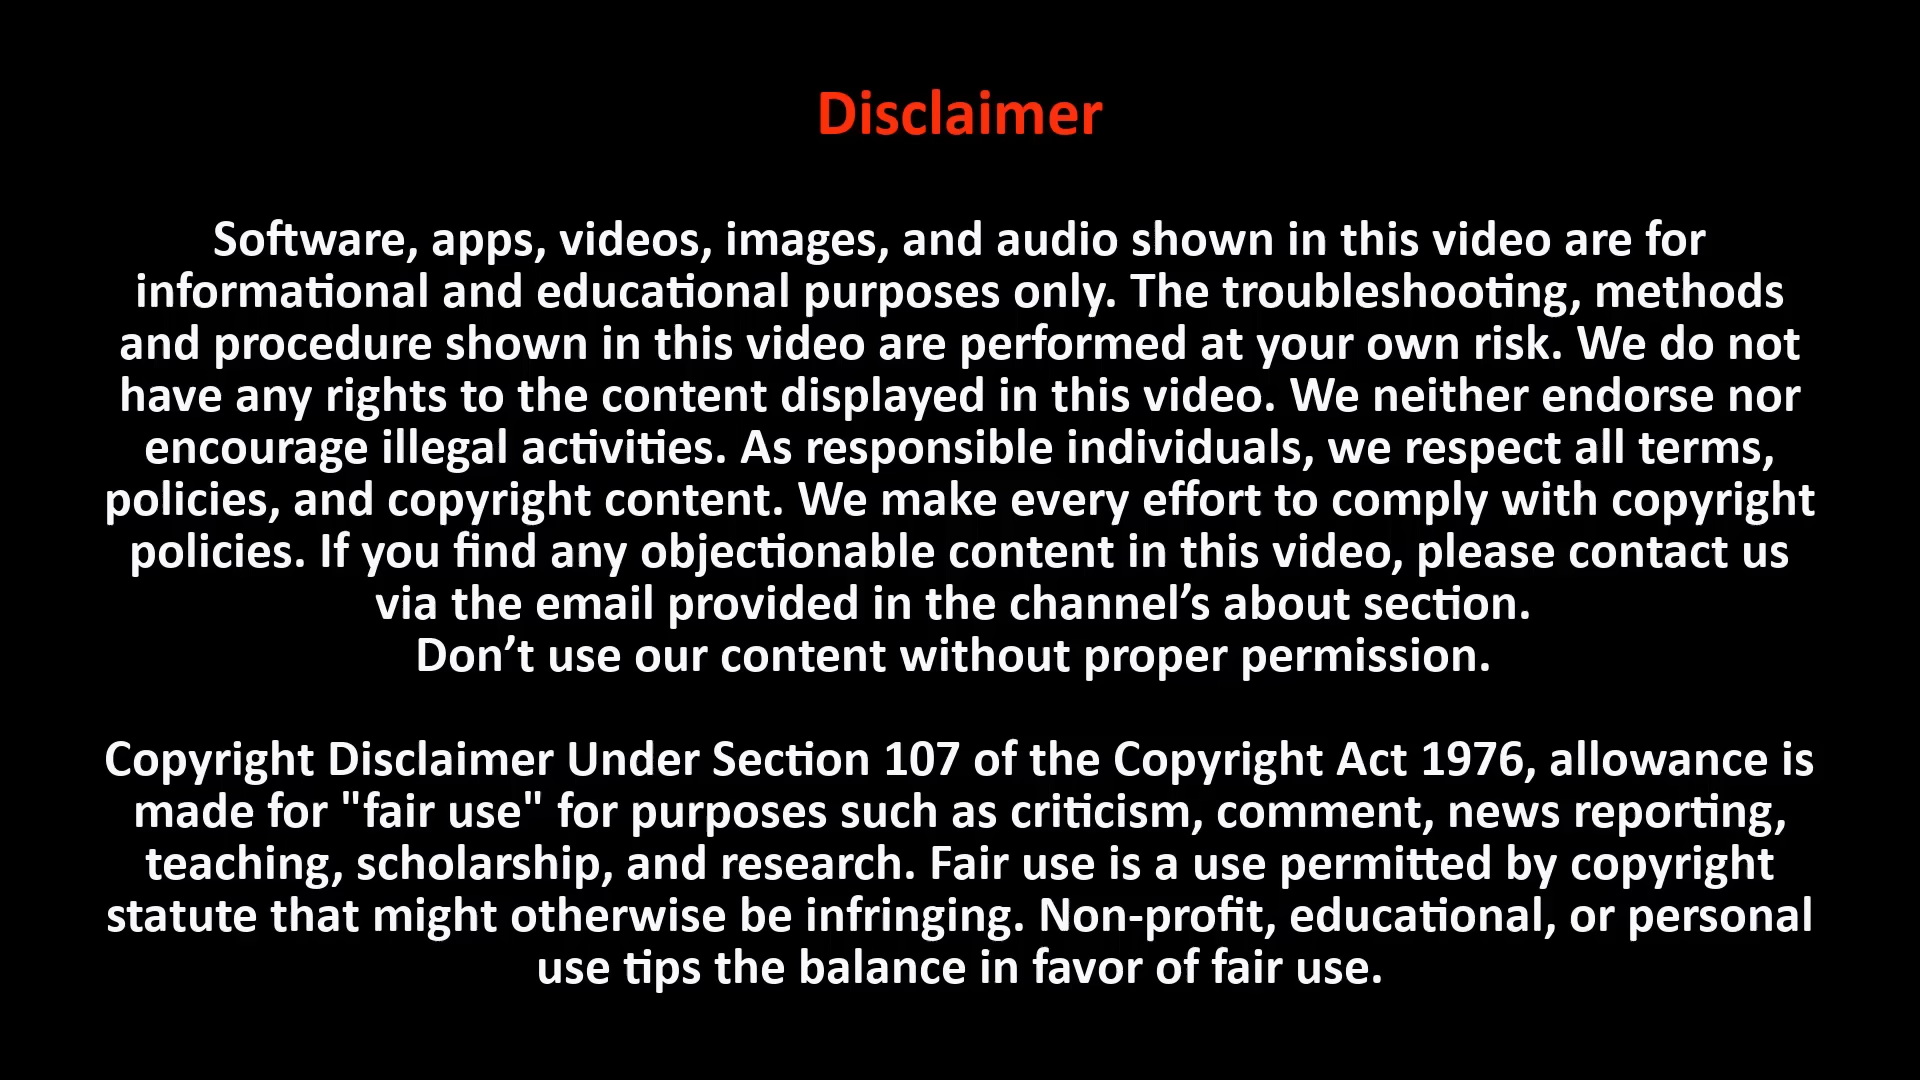 Disclaimer
Software, apps, videos, images, and audio shown in this video are for
informational and educational purposes only. The troubleshooting, methods
and procedure shown in this video are performed at your own risk. We do not
have any rights to the content displayed in this video. We neither endorse nor
encourage illegal activities. As responsible individuals, we respect all terms,
policies, and copyright content. We make every effort to comply with copyright
policies. If you find any objectionable content in this video, please contact us
via the email provided in the channel’s about section.
Don’t use our content without proper permission.
Copyright Disclaimer Under Section 107 of the Copyright Act 1976, allowance is
made for "fair use" for purposes such as criticism, comment, news reporting,
teaching, scholarship, and research. Fair use is a use permitted by copyright
statute that might otherwise be infringing. Non-profit, educational, or personal
use tips the balance in favor of fair use.